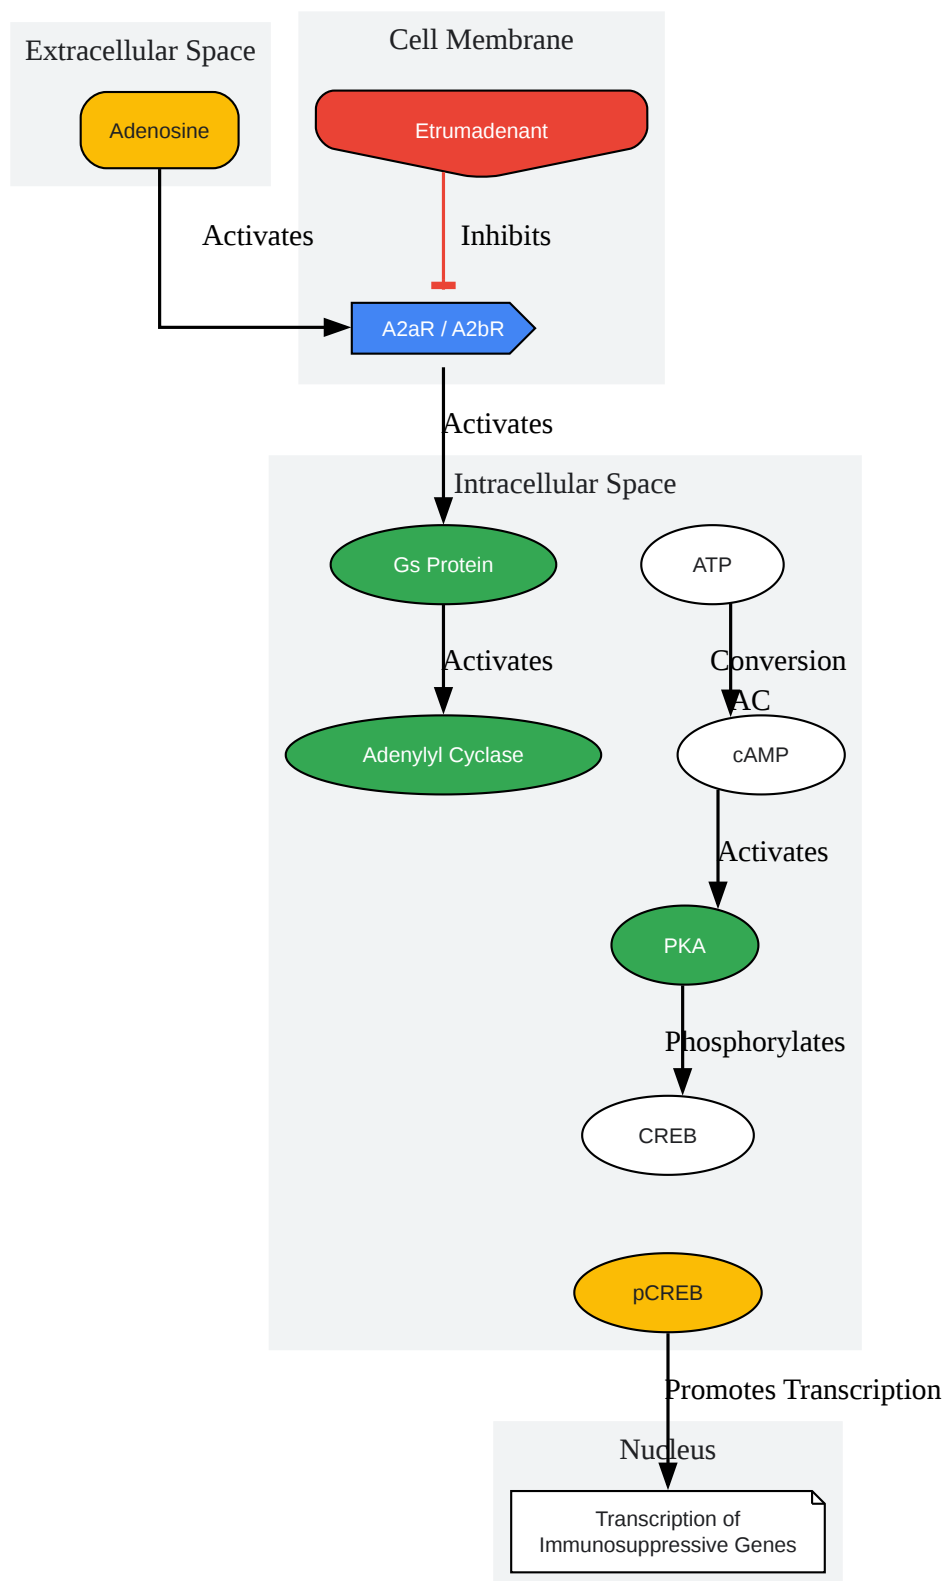 Extracellular Space
Cell Membrane
Adenosine
Etrumadenant
Activates
Inhibits
A2aR / A2bR
Activates
Intracellular Space
Gs Protein
ATP
Activates
Conversion
AC
Adenylyl Cyclase
cAMP
Activates
PKA
Phosphorylates
CREB
pCREB
Promotes Transcription
Nucleus
Transcription of
Immunosuppressive Genes